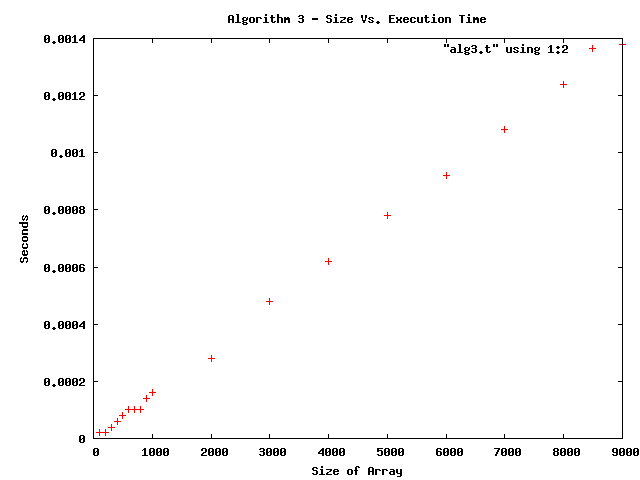 Algorithm 3 - Size Vs. Execution Time
0.0014
"alg3.t" using 1:2
0.0012
0.001
0.0008
Seconds
0.0006
0.0004
0.0002
0
0 1000 2000 3000 4000 5000 6000 7000 8000 9000
Size of Array